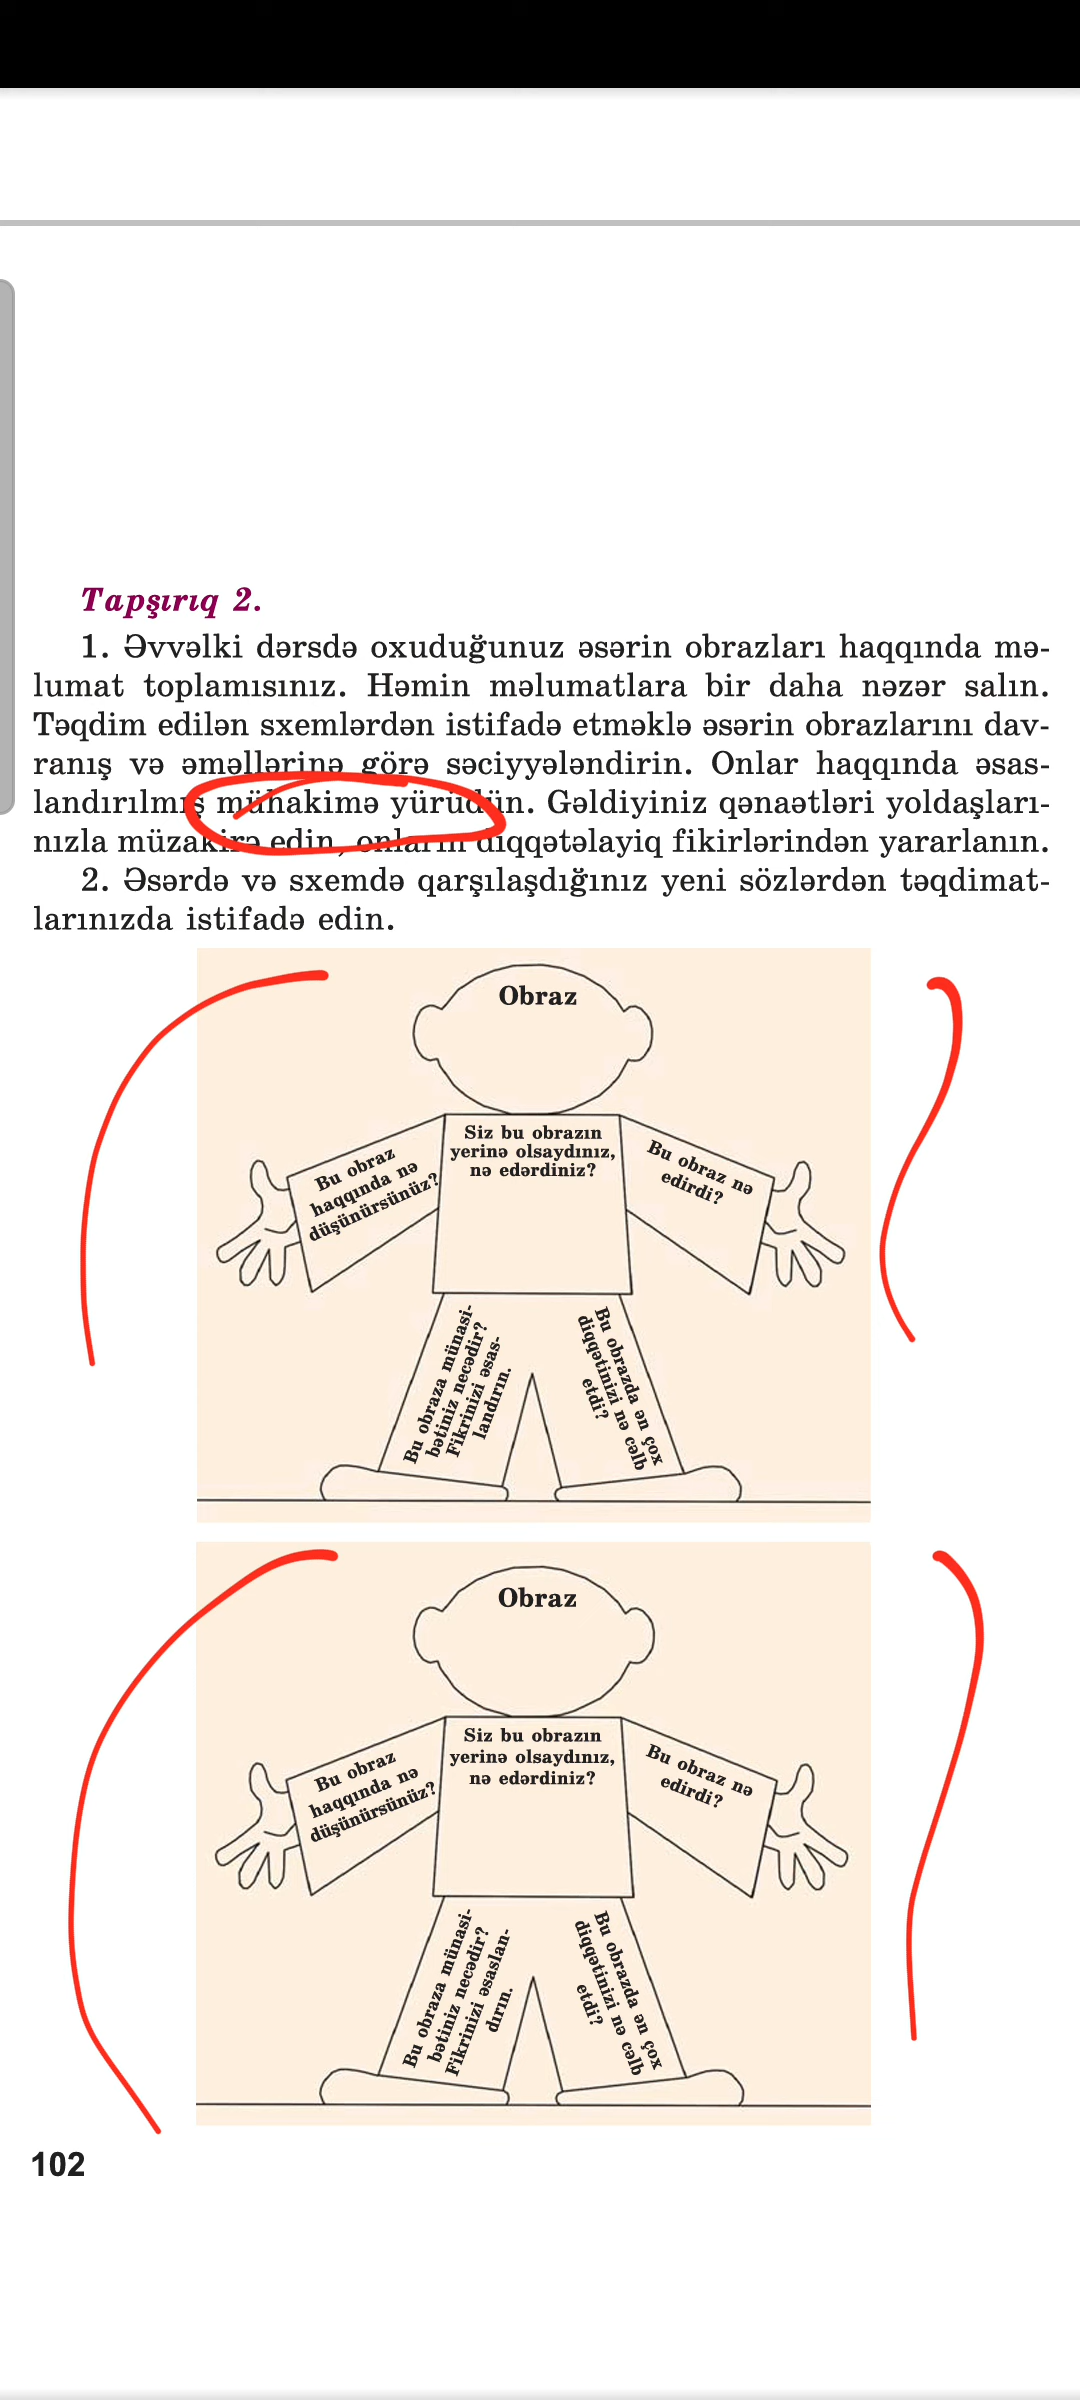 Tapşırıq 2.
1. Əvvəlki dərsdə oxuduğunuz əsərin obrazları haqqında mə-
lumat toplamısınız. Həmin məlumatlara bir daha nəzər salın.
Təqdim edilən sxemlərdən istifadə etməklə əsərin obrazlarını dav-
ranış və əməllərinə görə səciyyələndirin. Onlar haqqında əsas-
landırılmış mühakimə yürüdün. Gəldiyiniz qənaətləri yoldaşları-
nızla müzakirə edin, onların diqqətəlayiq fikirlərindən yararlanın.
2. Əsərdə və sxemdə qarşılaşdığınız yeni sözlərdən təqdimat-
larınızda istifadə edin.
Obraz
Bu obraz
haqqında nə
düşünürsünüz?
Siz bu obrazın
yerinə olsaydınız,
nə edərdiniz?
Bu obraz nə
edirdi?
Bu obraza münasi-
bətiniz necədir?
Fikrinizi əsas-
landırın.
Bu obrazda ən çox
diqqətinizi nə cəlb
etdi?
Obraz
Bu obraz
haqqında nə
düşünürsünüz?
Siz bu obrazın
yerinə olsaydınız,
nə edərdiniz?
Bu obraz nə
edirdi?
Bu obraza münasi-
bətiniz necədir?
Fikrinizi əsaslan-
dırın.
Bu obrazda ən çox
diqqətinizi nə cəlb
etdi?
102